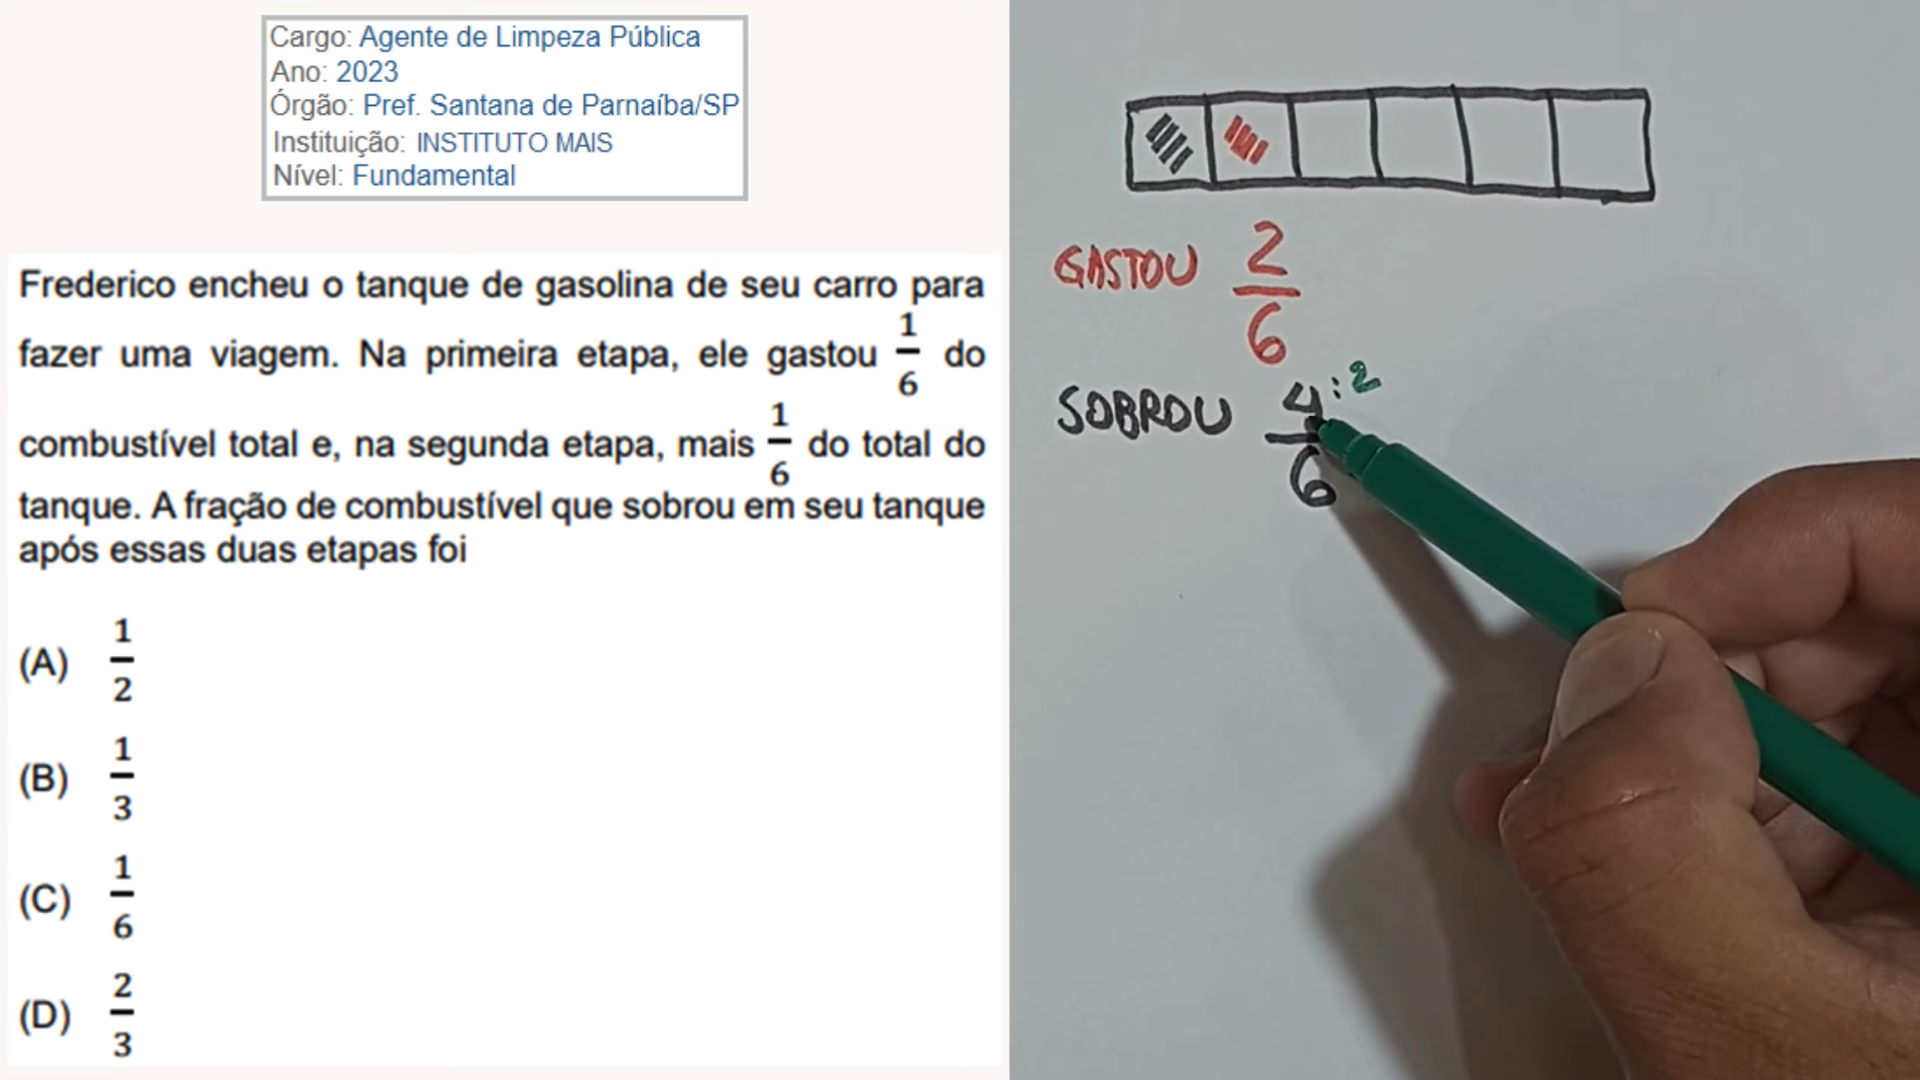 Cargo: Agente de Limpeza Pública
Ano: 2023
Órgão: Pref. Santana de Parnaíba/SP
Instituição: INSTITUTO MAIS
Nível: Fundamental
Frederico encheu o tanque de gasolina de seu carro para
fazer uma viagem. Na primeira etapa, ele gastou 1/6 do
combustível total e, na segunda etapa, mais 1/6 do total do
tanque. A fração de combustível que sobrou em seu tanque
após essas duas etapas foi
(A) 1/2
(B) 1/3
(C) 1/6
(D) 2/3
GASTOU 2/6
SOBROU 4:2/6